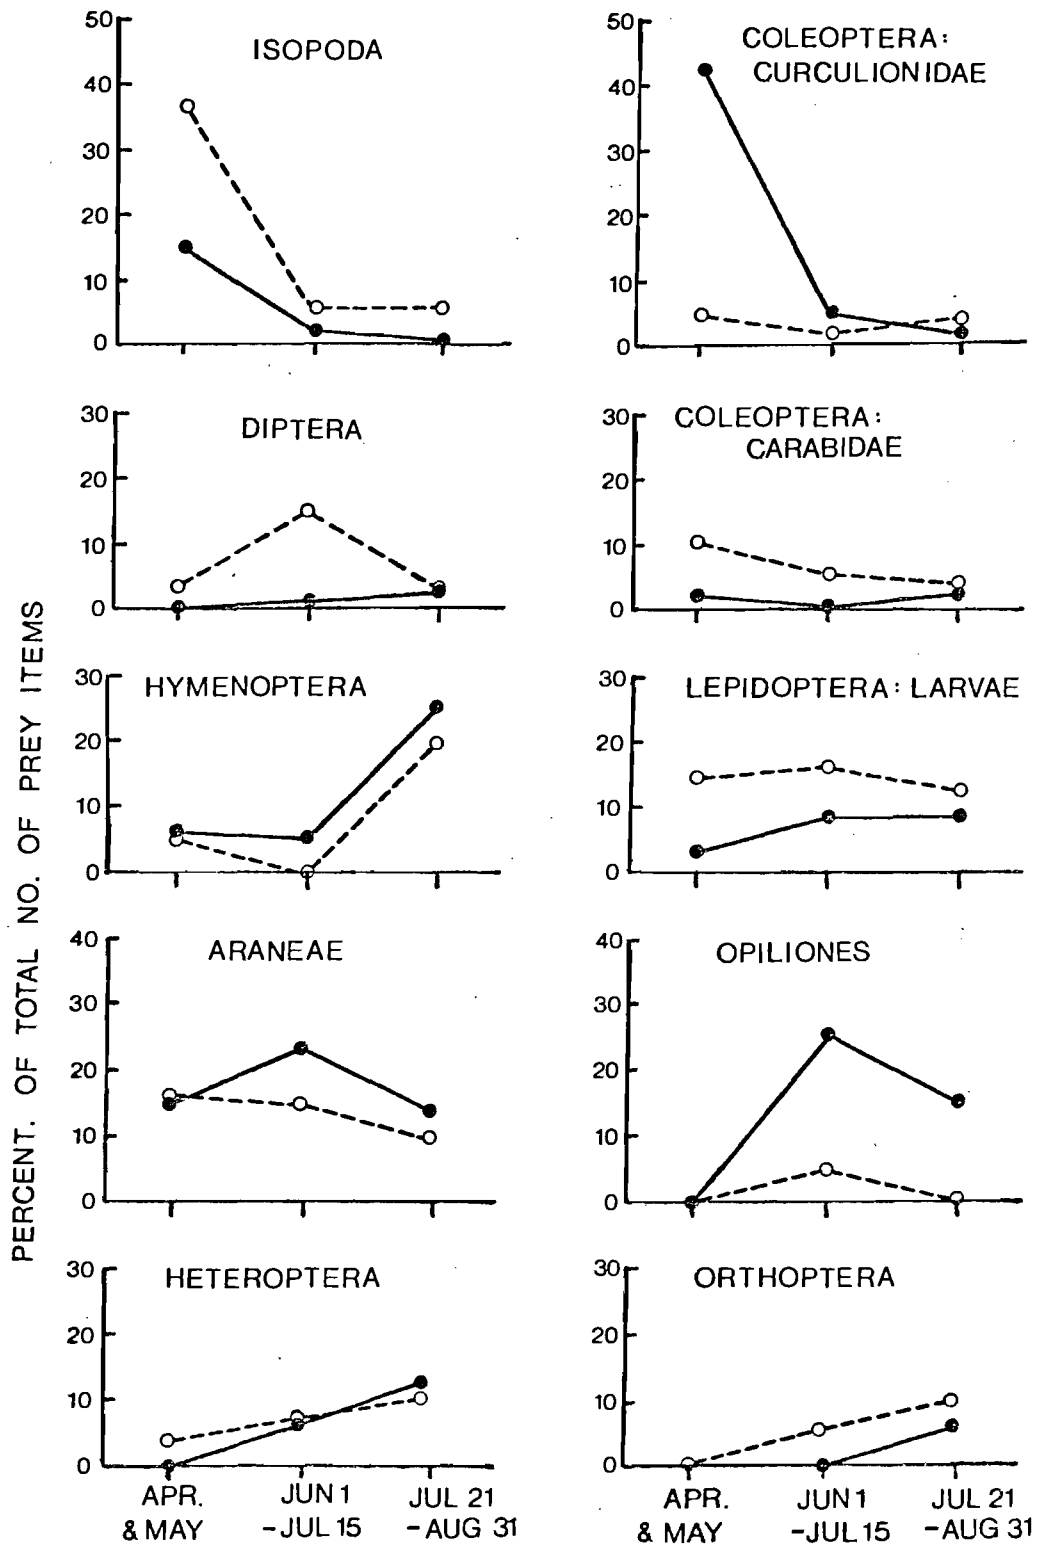 PERCENT. OF TOTAL NO. OF PREY ITEMS
ISOPODA
50
40
30
20
10
0
COLEOPTERA:
CURCULIONIDAE
50
40
30
20
10
0
DIPTERA
30
20
10
0
COLEOPTERA:
CARABIDAE
30
20
10
0
HYMENOPTERA
30
20
10
0
LEPIDOPTERA: LARVAE
30
20
10
0
ARANEAE
40
30
20
10
0
OPILIONES
40
30
20
10
0
HETEROPTERA
30
20
10
0
ORTHOPTERA
30
20
10
0
APR.
& MAY
JUN 1
-JUL 15
JUL 21
-AUG 31
APR.
& MAY
JUN 1
-JUL 15
JUL 21
-AUG 31